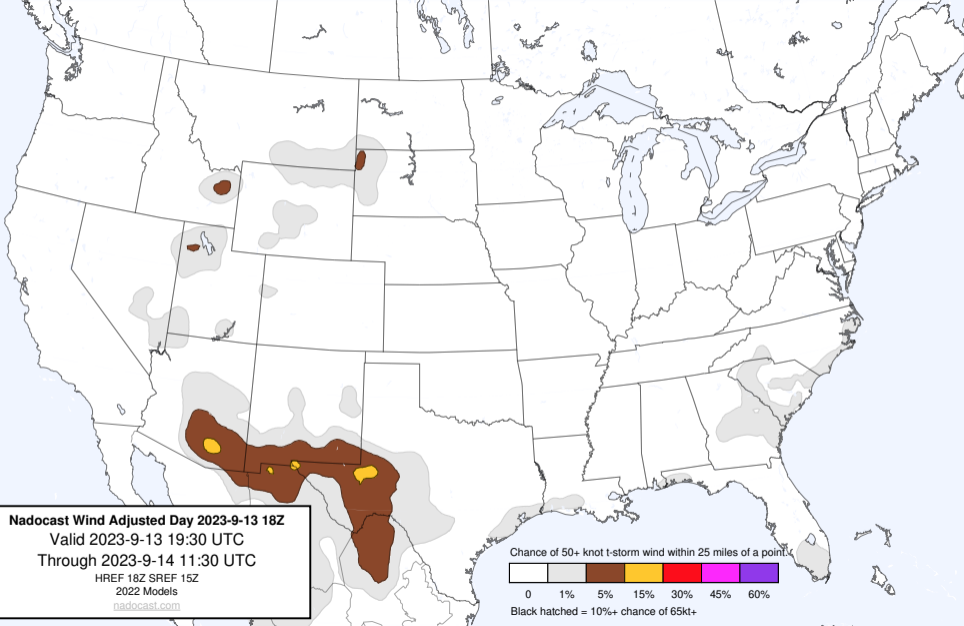 Nadocast Wind Adjusted Day 2023-9-13 18Z
Valid 2023-9-13 19:30 UTC
Through 2023-9-14 11:30 UTC
HREF 18Z SREF 15Z
2022 Models
nadocast.com
Chance of 50+ knot t-storm wind within 25 miles of a point.
0 1% 5% 15% 30% 45% 60%
Black hatched = 10%+ chance of 65kt+